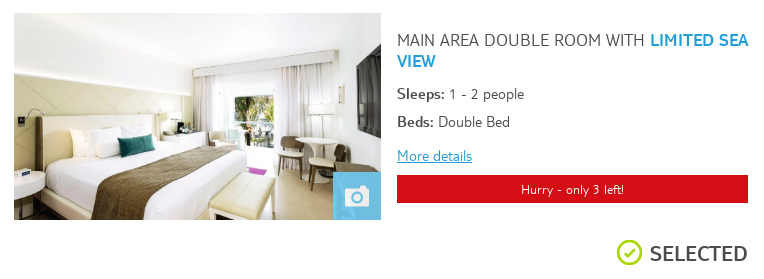 MAIN AREA DOUBLE ROOM WITH LIMITED SEA
VIEW
Sleeps: 1 - 2 people
Beds: Double Bed
More details
Hurry - only 3 left!
SELECTED